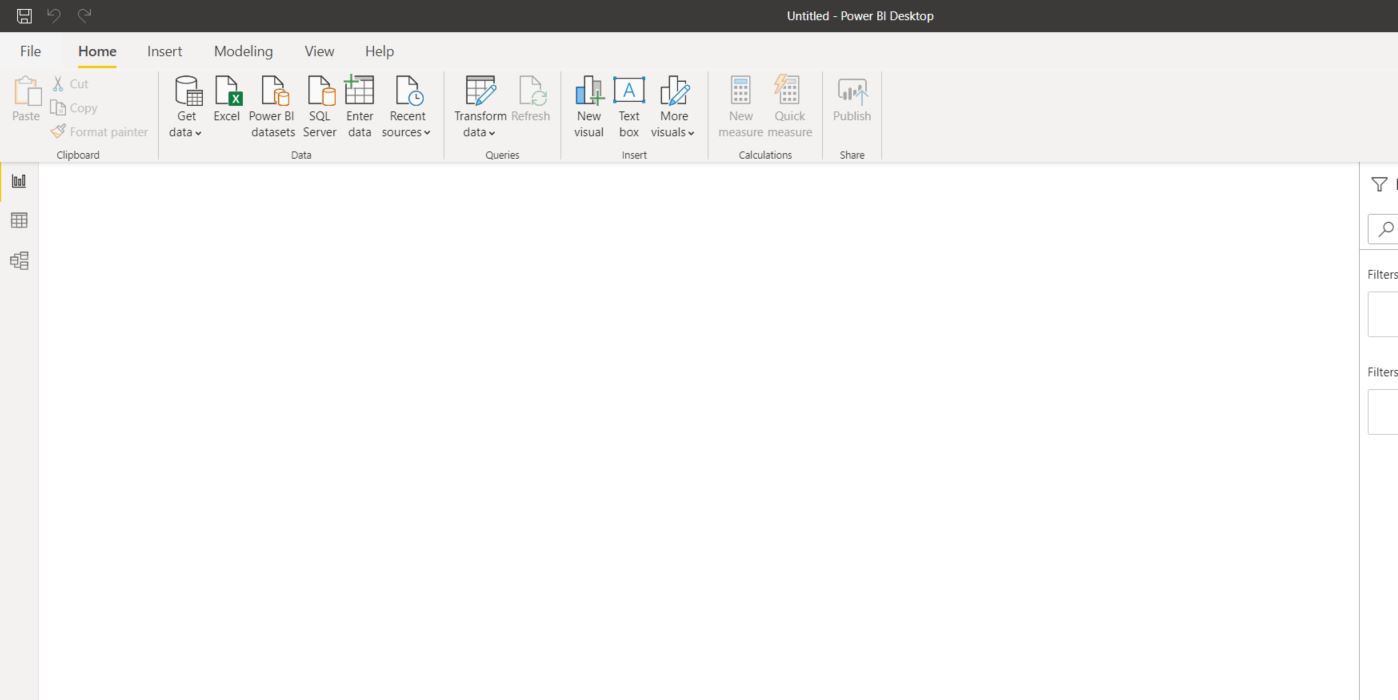 Untitled - Power BI Desktop
File Home Insert Modeling View Help
Paste
Cut
Copy
Format painter
Clipboard
Get data
Excel
Power BI datasets
SQL Server
Enter data
Recent sources
Data
Transform data
Refresh
Queries
New visual
A
Text box
More visuals
Insert
New measure
Quick measure
Calculations
Publish
Share
Filters
Filters